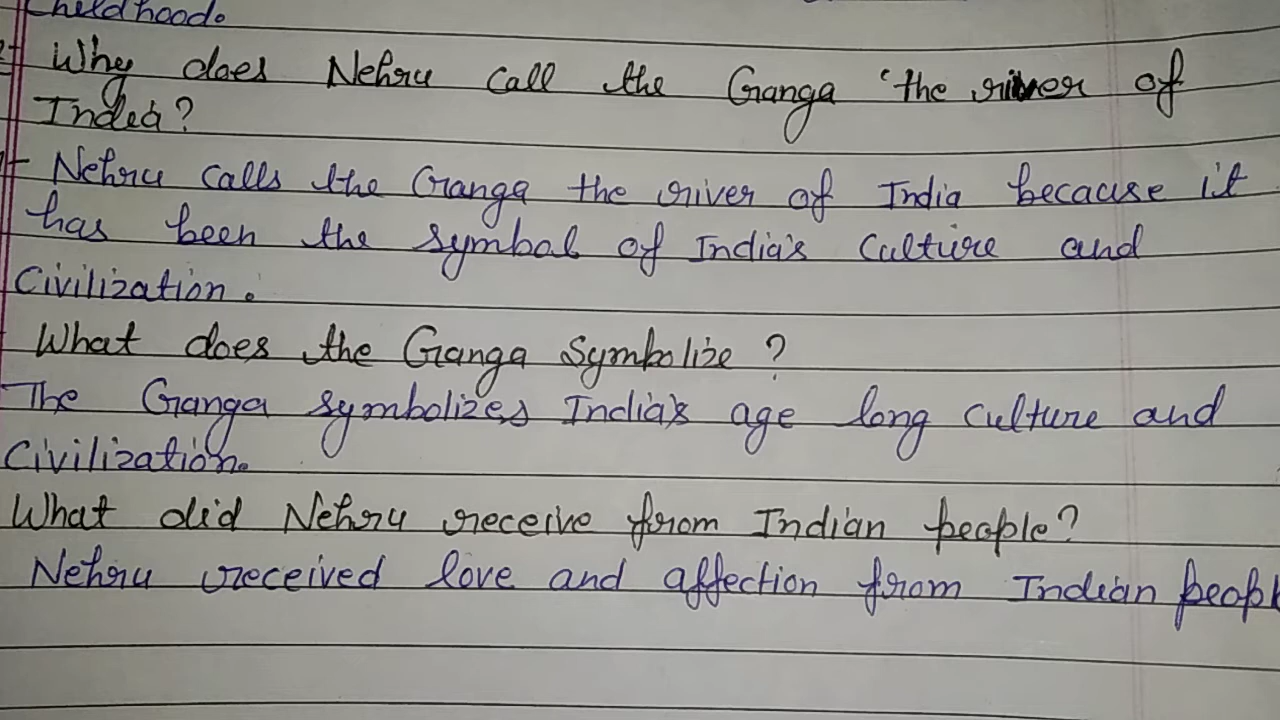 Childhood.
Why does Nehru call the Ganga 'the river of
India?
Nehru calls the Ganga the river of India because it
has been the symbol of India's culture and
Civilization.
What does the Ganga Symbolize?
The Ganga symbolizes India's age long culture and
Civilization.
What did Nehru receive from Indian people?
Nehru received love and affection from Indian peopl